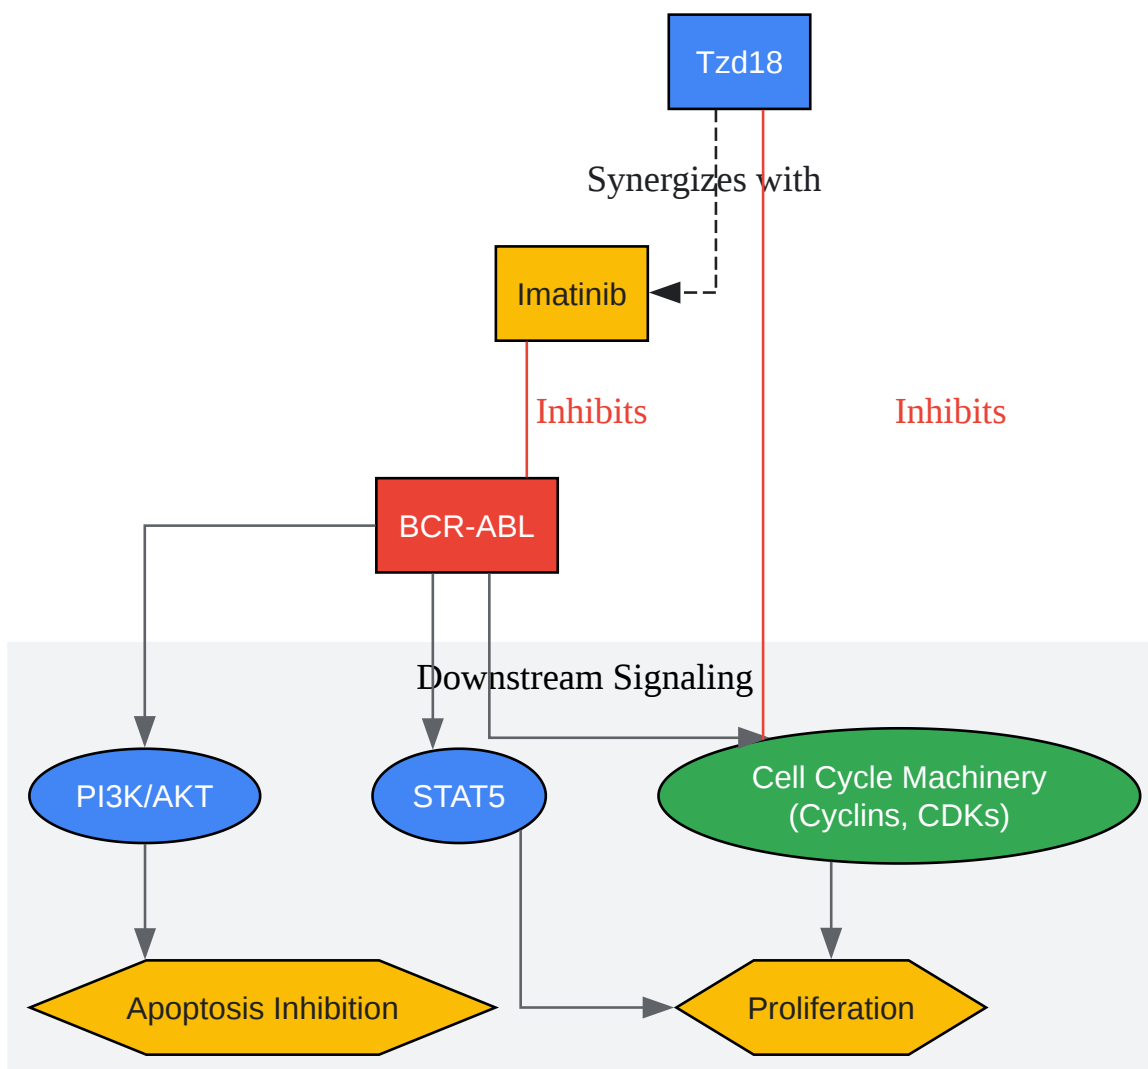 Tzd18
Synergizes with
Imatinib
Inhibits
Inhibits
BCR-ABL
Downstream Signaling
PI3K/AKT
STAT5
Cell Cycle Machinery
(Cyclins, CDKs)
Apoptosis Inhibition
Proliferation